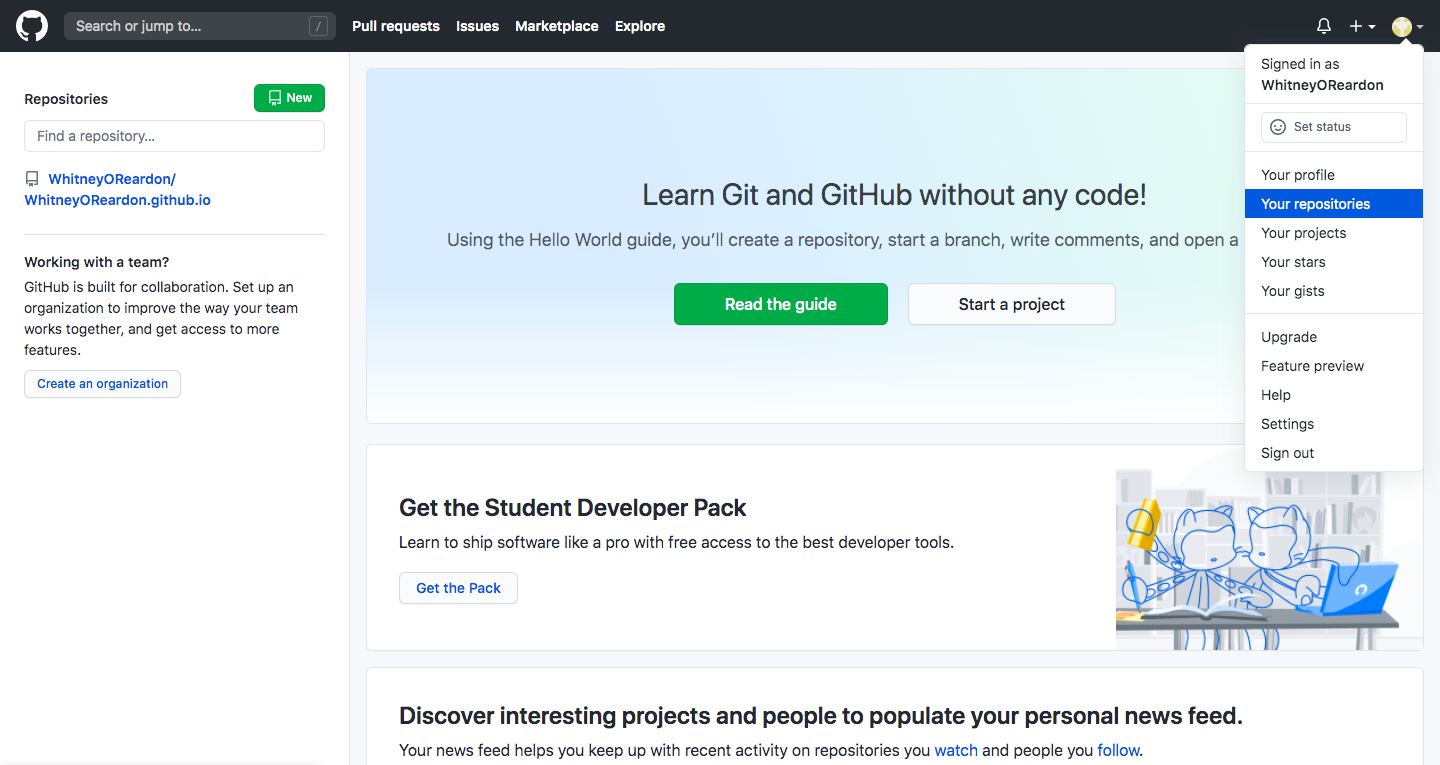 Search or jump to... /
Pull requests Issues Marketplace Explore
Signed in as
WhitneyOReardon
Set status
Your profile
Your repositories
Your projects
Your stars
Your gists
Upgrade
Feature preview
Help
Settings
Sign out
Repositories
New
Find a repository...
WhitneyOReardon/
WhitneyOReardon.github.io
Working with a team?
GitHub is built for collaboration. Set up an
organization to improve the way your team
works together, and get access to more
features.
Create an organization
Learn Git and GitHub without any code!
Using the Hello World guide, you’ll create a repository, start a branch, write comments, and open a
Read the guide
Start a project
Get the Student Developer Pack
Learn to ship software like a pro with free access to the best developer tools.
Get the Pack
Discover interesting projects and people to populate your personal news feed.
Your news feed helps you keep up with recent activity on repositories you watch and people you follow.